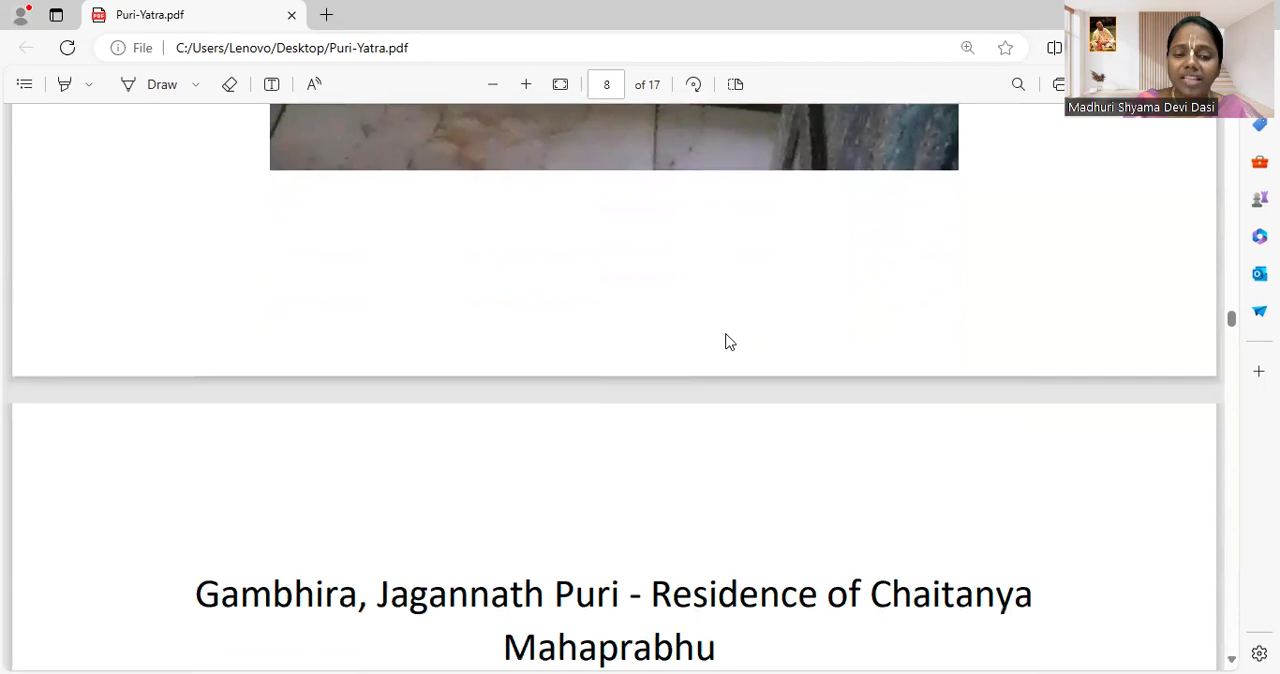 Puri-Yatra.pdf
File
C:/Users/Lenovo/Desktop/Puri-Yatra.pdf
Draw
8
of 17
Madhuri Shyama Devi Dasi
Gambhira, Jagannath Puri - Residence of Chaitanya
Mahaprabhu